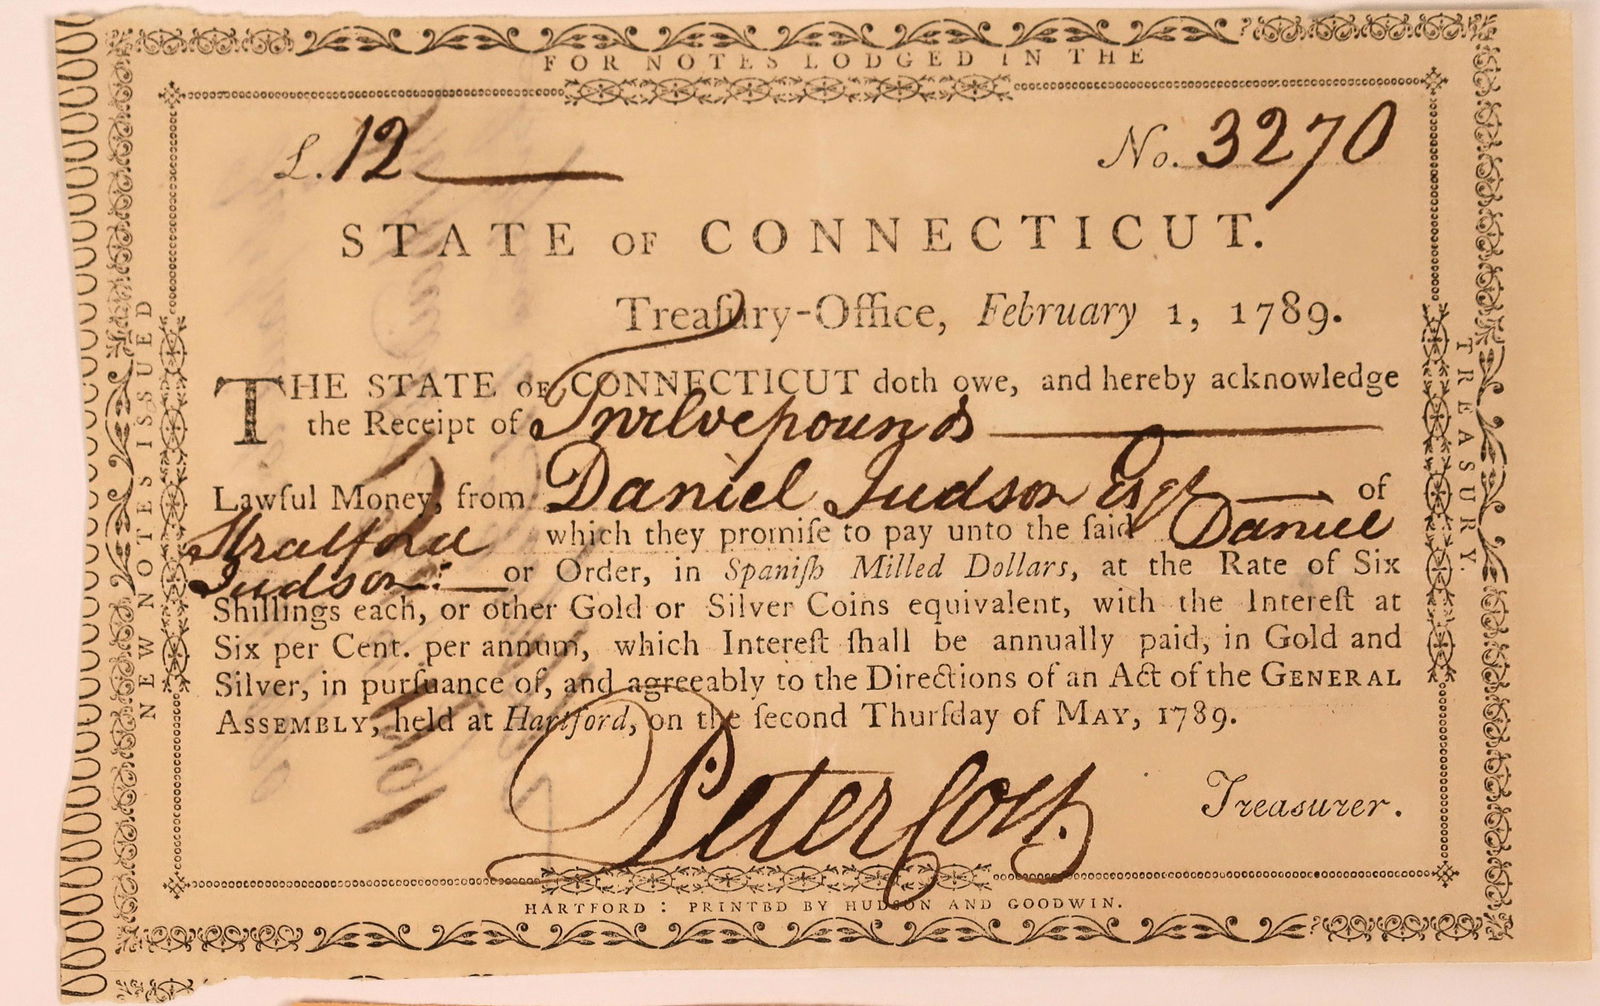 FOR NOTES LODGED IN THE
£. 12
No. 3270
STATE OF CONNECTICUT.
Treaſury-Office, February 1, 1789.
THE STATE OF CONNECTICUT doth owe, and hereby acknowledge
the Receipt of Twelve pounds
Lawful Money, from Daniel Judson Esqr of
Stratford which they promiſe to pay unto the ſaid Daniel
Judson or Order, in Spaniſh Milled Dollars, at the Rate of Six
Shillings each, or other Gold or Silver Coins equivalent, with the Intereſt at
Six per Cent. per annum, which Intereſt ſhall be annually paid, in Gold and
Silver, in purſuance of, and agreeably to the Directions of an Act of the GENERAL
ASSEMBLY, held at Hartford, on the ſecond Thurſday of MAY, 1789.
Peter Colt.
Treasurer.
HARTFORD: PRINTED BY HUDSON AND GOODWIN.
NEW NOTES ISSUED
TREASURY.